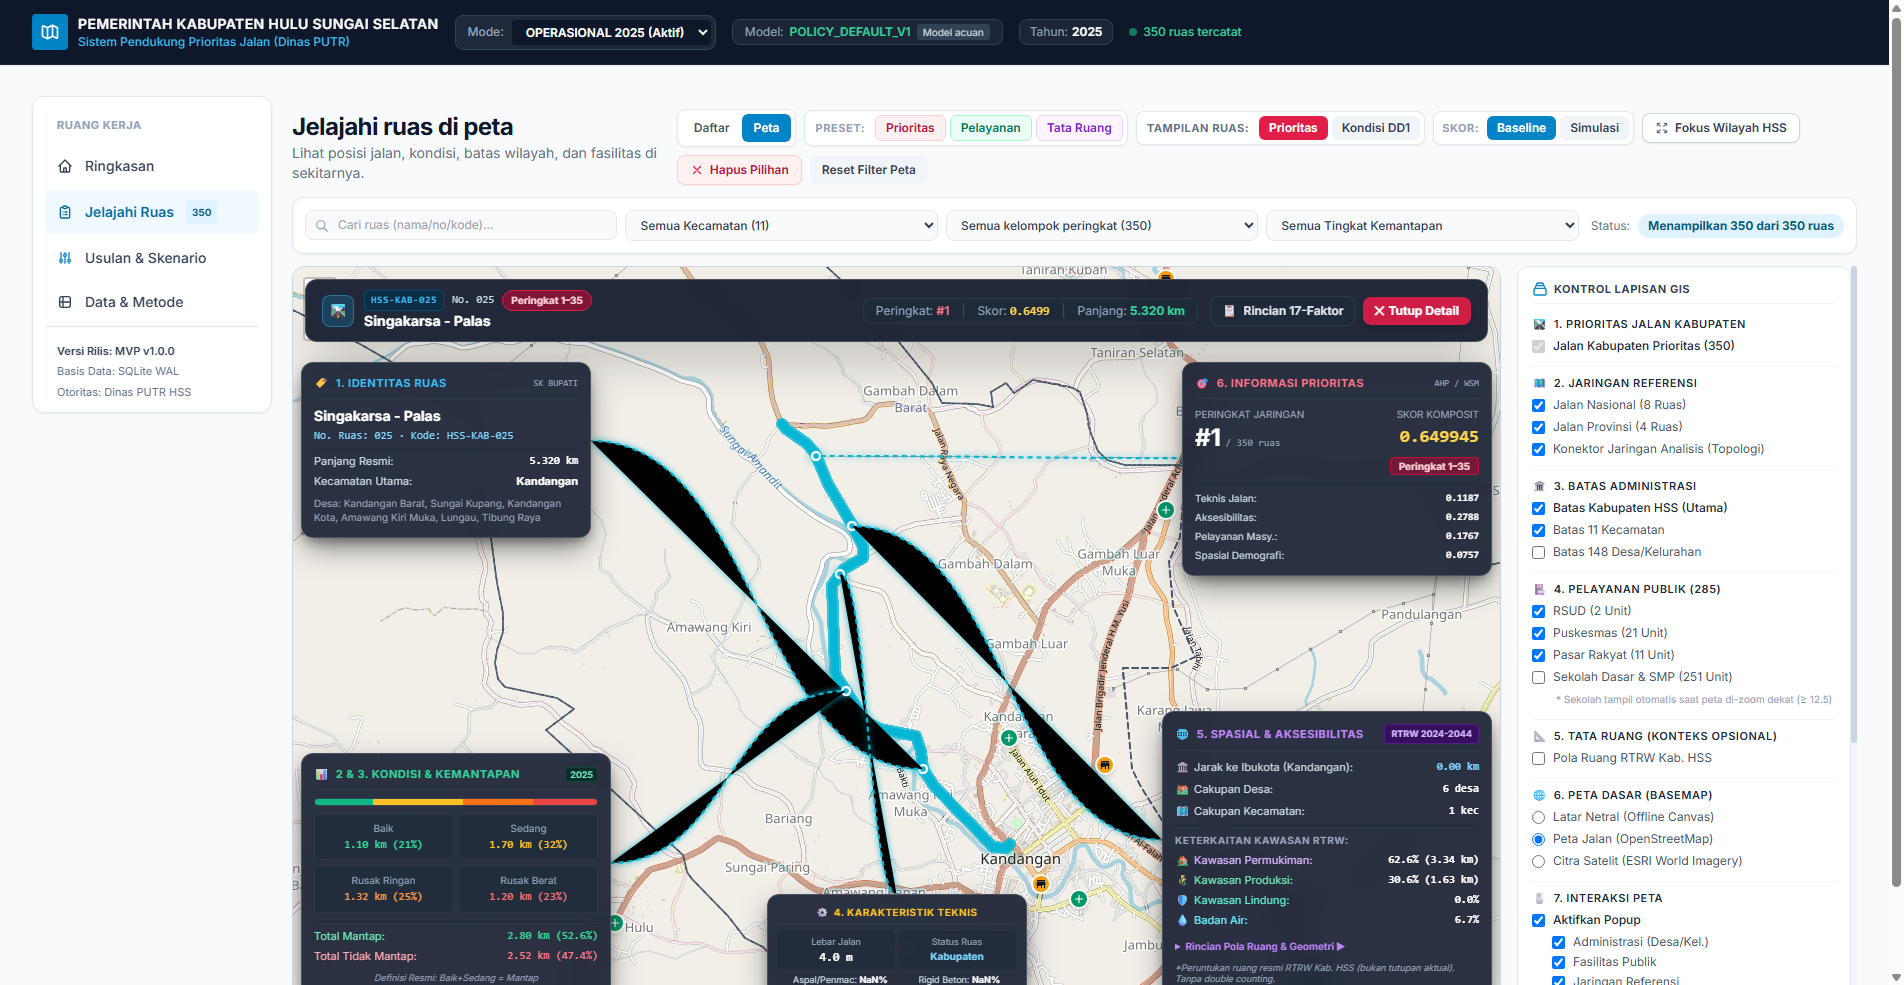 PEMERINTAH KABUPATEN HULU SUNGAI SELATAN
Sistem Pendukung Prioritas Jalan (Dinas PUTR)
Mode: OPERASIONAL 2025 (Aktif)
Model: POLICY_DEFAULT_V1 Model acuan
Tahun: 2025
350 ruas tercatat
RUANG KERJA
Ringkasan
Jelajahi Ruas 350
Usulan & Skenario
Data & Metode
Versi Rilis: MVP v1.0.0
Basis Data: SQLite WAL
Otoritas: Dinas PUTR HSS
Jelajahi ruas di peta
Lihat posisi jalan, kondisi, batas wilayah, dan fasilitas di
sekitarnya.
Daftar Peta
PRESET: Prioritas Pelayanan Tata Ruang
TAMPILAN RUAS: Prioritas Kondisi DD1
SKOR: Baseline Simulasi
Fokus Wilayah HSS
Hapus Pilihan
Reset Filter Peta
Cari ruas (nama/no/kode)...
Semua Kecamatan (11)
Semua kelompok peringkat (350)
Semua Tingkat Kemantapan
Status: Menampilkan 350 dari 350 ruas
Taniran Kubah
HSS-KAB-025 No. 025 Peringkat 1–35
Singakarsa - Palas
Peringkat: #1 Skor: 0.6499 Panjang: 5.320 km
Rincian 17-Faktor
Tutup Detail
Taniran Selatan
Gambah Dalam
Barat
Sungai Amandit
Jalan Raya Negara
Gambah Dalam
Gambah Luar
Muka
Gambah Luar
Amawang Kiri
Pandulangan
Jalan Brigadir Jenderal H.M. Yusi
Karang Jawa
Jalan Aluh Idut
Amawang
Muka
Bariang
Sungai Paring
Kandangan
Hulu
1. IDENTITAS RUAS SK BUPATI
Singakarsa - Palas
No. Ruas: 025 · Kode: HSS-KAB-025
Panjang Resmi: 5.320 km
Kecamatan Utama: Kandangan
Desa: Kandangan Barat, Sungai Kupang, Kandangan
Kota, Amawang Kiri Muka, Lungau, Tibung Raya
6. INFORMASI PRIORITAS AHP / WSM
PERINGKAT JARINGAN SKOR KOMPOSIT
#1 / 350 ruas 0.649945
Peringkat 1–35
Teknis Jalan: 0.1187
Aksesibilitas: 0.2788
Pelayanan Masy.: 0.1767
Spasial Demografi: 0.0757
2 & 3. KONDISI & KEMANTAPAN 2025
Baik
1.10 km (21%)
Sedang
1.70 km (32%)
Rusak Ringan
1.32 km (25%)
Rusak Berat
1.20 km (23%)
Total Mantap: 2.80 km (52.6%)
Total Tidak Mantap: 2.52 km (47.4%)
Definisi Resmi: Baik+Sedang = Mantap
4. KARAKTERISTIK TEKNIS
Lebar Jalan
4.0 m
Status Ruas
Kabupaten
Aspal/Penmac: NaN% Rigid Beton: NaN%
5. SPASIAL & AKSESIBILITAS RTRW 2024-2044
Jarak ke Ibukota (Kandangan): 0.00 km
Cakupan Desa: 6 desa
Cakupan Kecamatan: 1 kec
KETERKAITAN KAWASAN RTRW:
Kawasan Permukiman: 62.6% (3.34 km)
Kawasan Produksi: 30.6% (1.63 km)
Kawasan Lindung: 0.0%
Badan Air: 6.7%
Rincian Pola Ruang & Geometri
*Peruntukan ruang resmi RTRW Kab. HSS (bukan tutupan aktual).
Tanpa double counting.
KONTROL LAPISAN GIS
1. PRIORITAS JALAN KABUPATEN
Jalan Kabupaten Prioritas (350)
2. JARINGAN REFERENSI
Jalan Nasional (8 Ruas)
Jalan Provinsi (4 Ruas)
Konektor Jaringan Analisis (Topologi)
3. BATAS ADMINISTRASI
Batas Kabupaten HSS (Utama)
Batas 11 Kecamatan
Batas 148 Desa/Kelurahan
4. PELAYANAN PUBLIK (285)
RSUD (2 Unit)
Puskesmas (21 Unit)
Pasar Rakyat (11 Unit)
Sekolah Dasar & SMP (251 Unit)
* Sekolah tampil otomatis saat peta di-zoom dekat (≥ 12.5)
5. TATA RUANG (KONTEKS OPSIONAL)
Pola Ruang RTRW Kab. HSS
6. PETA DASAR (BASEMAP)
Latar Netral (Offline Canvas)
Peta Jalan (OpenStreetMap)
Citra Satelit (ESRI World Imagery)
7. INTERAKSI PETA
Aktifkan Popup
Administrasi (Desa/Kel.)
Fasilitas Publik
Jaringan Referensi